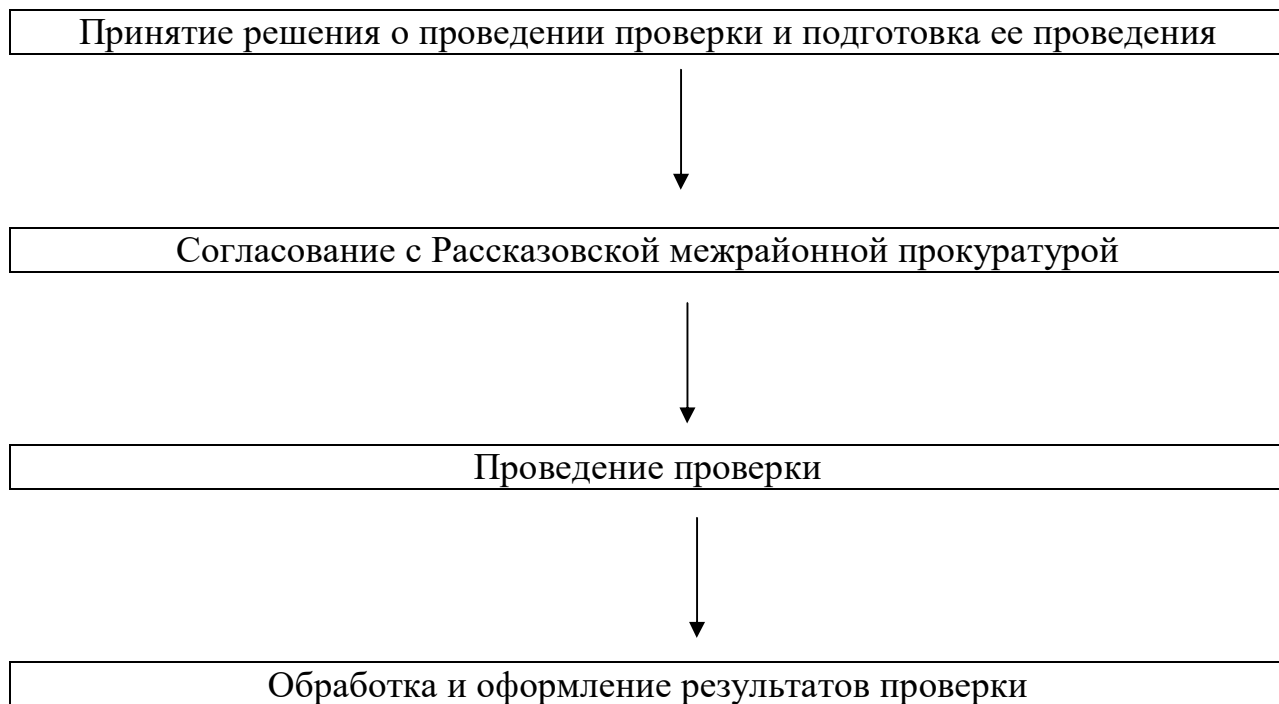 Принятие решения о проведении проверки и подготовка ее проведения
Согласование с Рассказовской межрайонной прокуратурой
Проведение проверки
Обработка и оформление результатов проверки